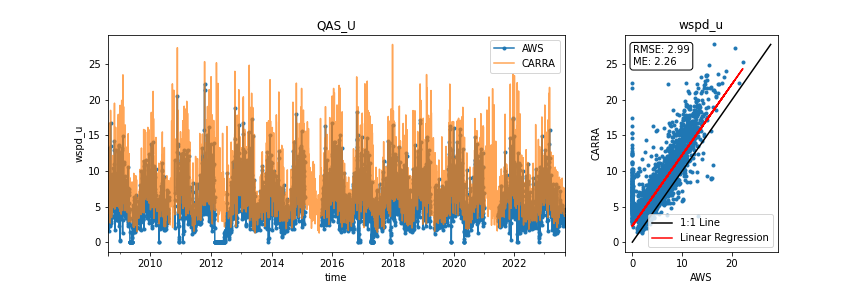 QAS_U
wspd_u
25
20
15
10
5
0
2010
2012
2014
2016
2018
2020
2022
time
AWS
CARRA
wspd_u
CARRA
25
20
15
10
5
0
0
10
20
AWS
RMSE: 2.99
ME: 2.26
1:1 Line
Linear Regression